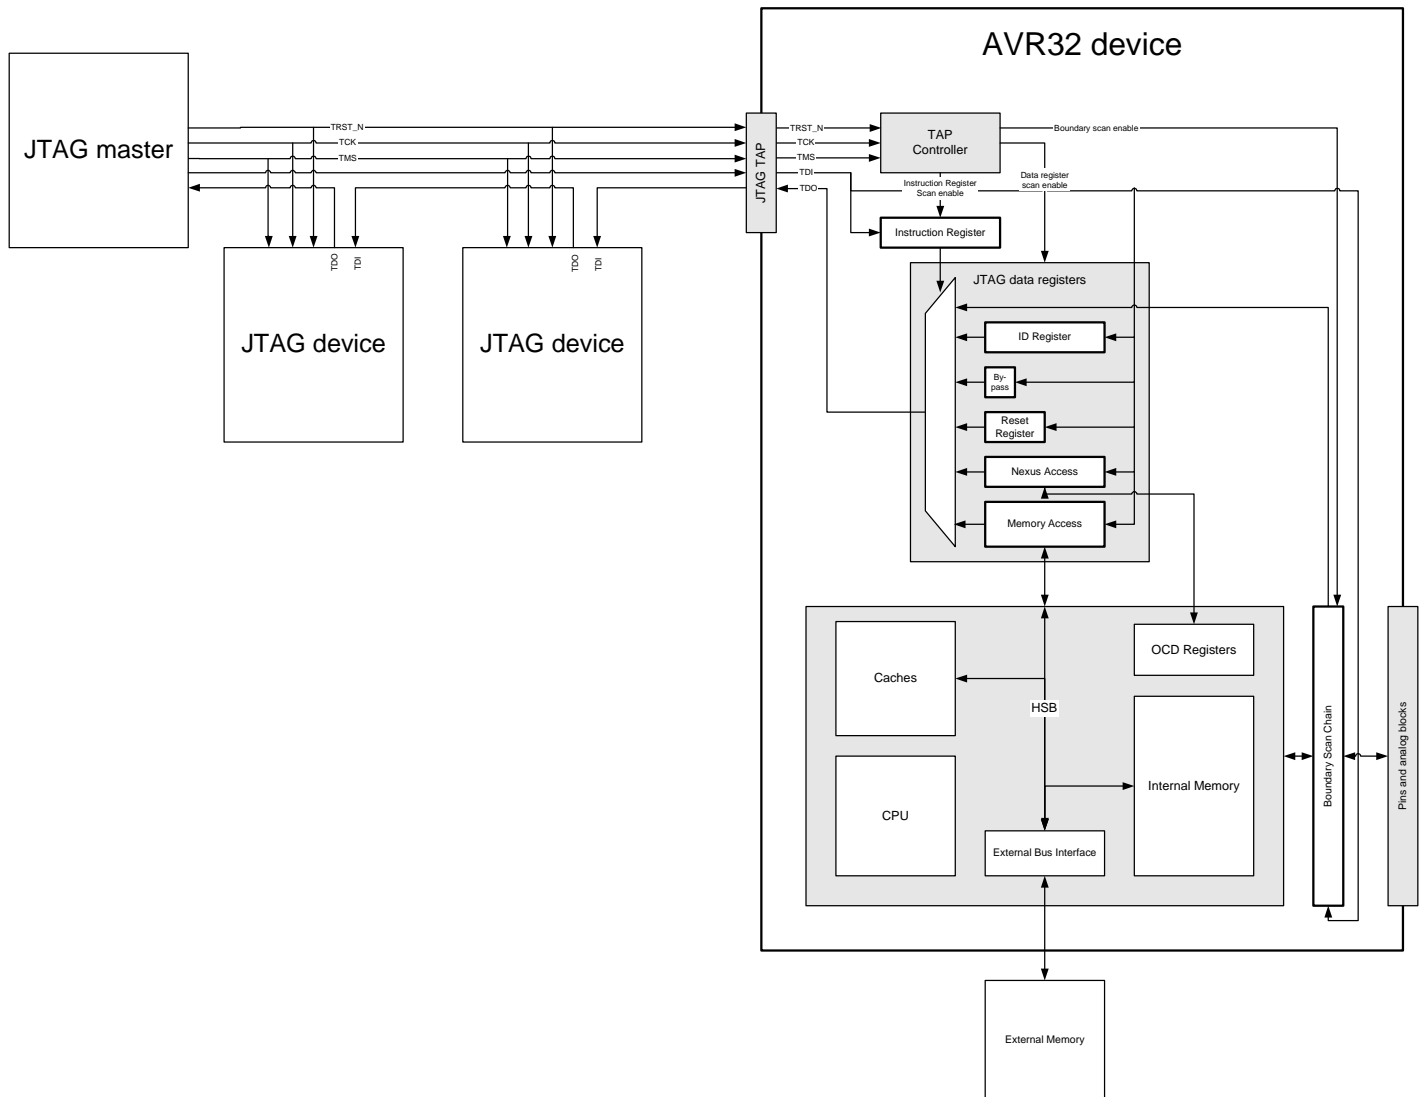 AVR32 device
JTAG master
TRST_N
TCK
TMS
JTAG TAP
TRST_N
TCK
TMS
TDI
TDO
TAP
Controller
Boundary scan enable
Instruction Register
Scan enable
Data register
scan enable
Instruction Register
TDO
TDI
JTAG device
TDO
TDI
JTAG device
JTAG data registers
ID Register
By-
pass
Reset
Register
Nexus Access
Memory Access
Caches
OCD Registers
HSB
CPU
Internal Memory
External Bus Interface
Boundary Scan Chain
Pins and analog blocks
External Memory